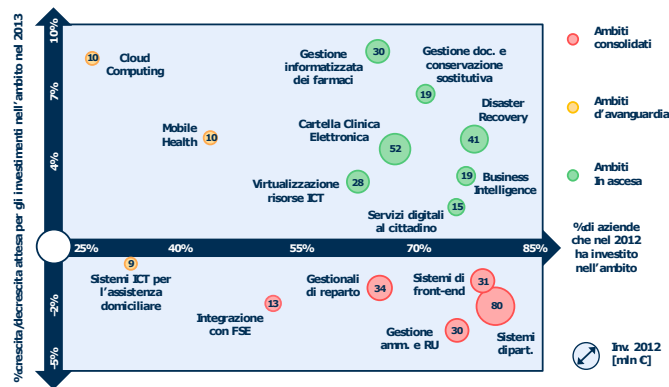 %crescita/decrescita attesa per gli investimenti nell'ambito nel 2013
10%
7%
4%
-2%
-5%
10
Cloud
Computing
Gestione
informatizzata
dei farmaci
30
Gestione doc. e
conservazione
sostitutiva
19
Mobile
Health
10
Cartella Clinica
Elettronica
52
Disaster
Recovery
41
Virtualizzazione
risorse ICT
28
19
Business
Intelligence
15
Servizi digitali
al cittadino
25%
40%
55%
70%
85%
9
Sistemi ICT per
l'assistenza
domiciliare
Integrazione
con FSE
13
Gestionali
di reparto
34
Sistemi di
front-end
31
80
Sistemi
dipart.
Gestione
amm. e RU
30
Ambiti
consolidati
Ambiti
d'avanguardia
Ambiti
In ascesa
%di aziende
che nel 2012
ha investito
nell'ambito
Inv. 2012
[mln €]